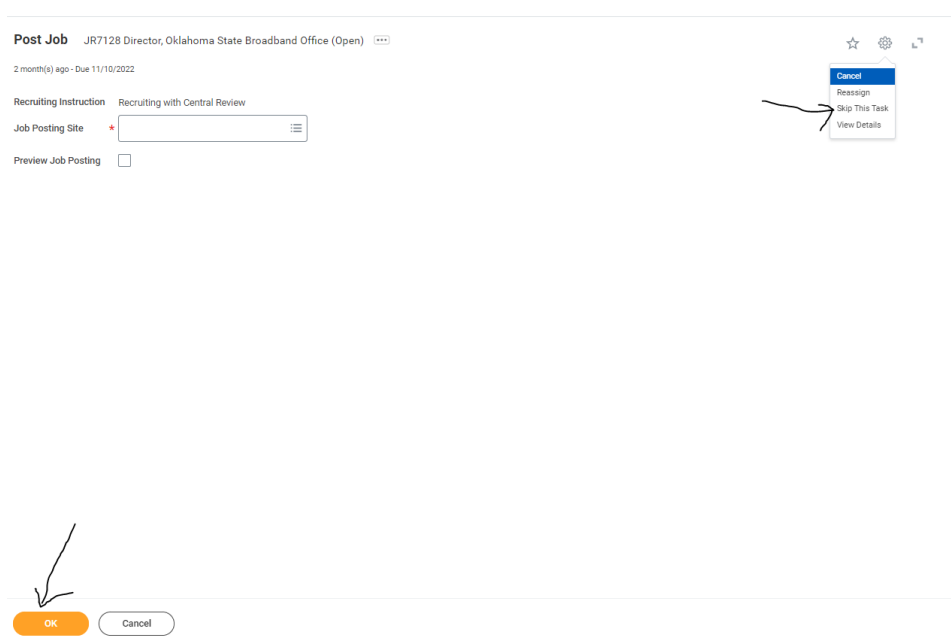 Post Job JR7128 Director, Oklahoma State Broadband Office (Open)
2 month(s) ago - Due 11/10/2022
Cancel
Reassign
Skip This Task
View Details
Recruiting Instruction Recruiting with Central Review
Job Posting Site *
Preview Job Posting
OK Cancel